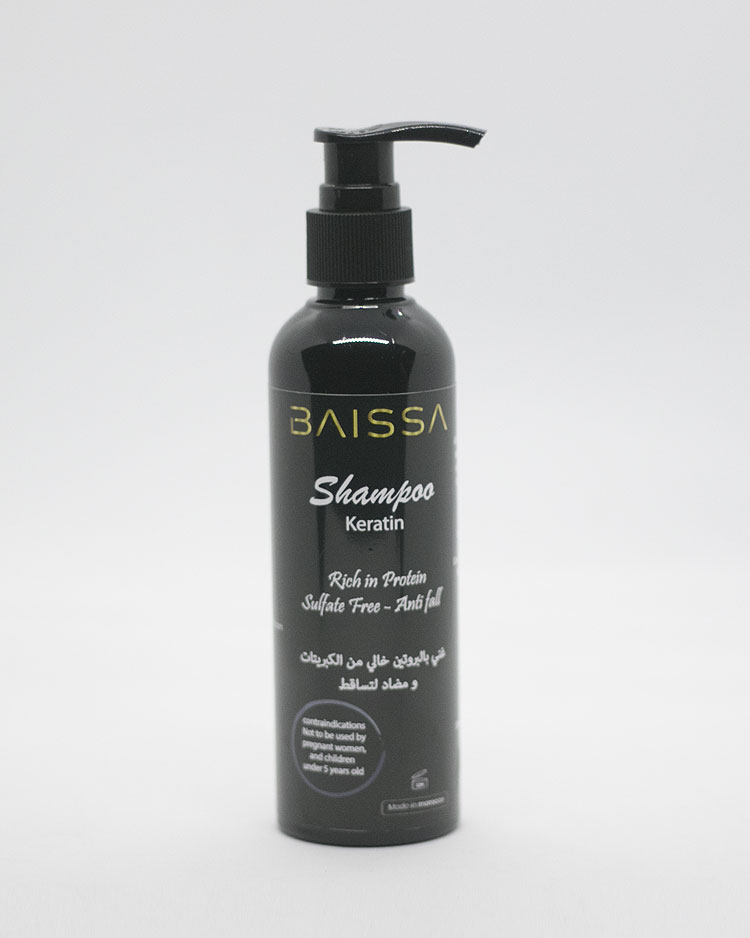 BAISSA
Shampoo
Keratin
Rich in Protein
Sulfate Free - Anti fall
غني بالبروتين خالي من الكبريتات
و مضاد لتساقط
contraindications
Not to be used by
pregnant women,
and children
under 5 years old
Made in morocco